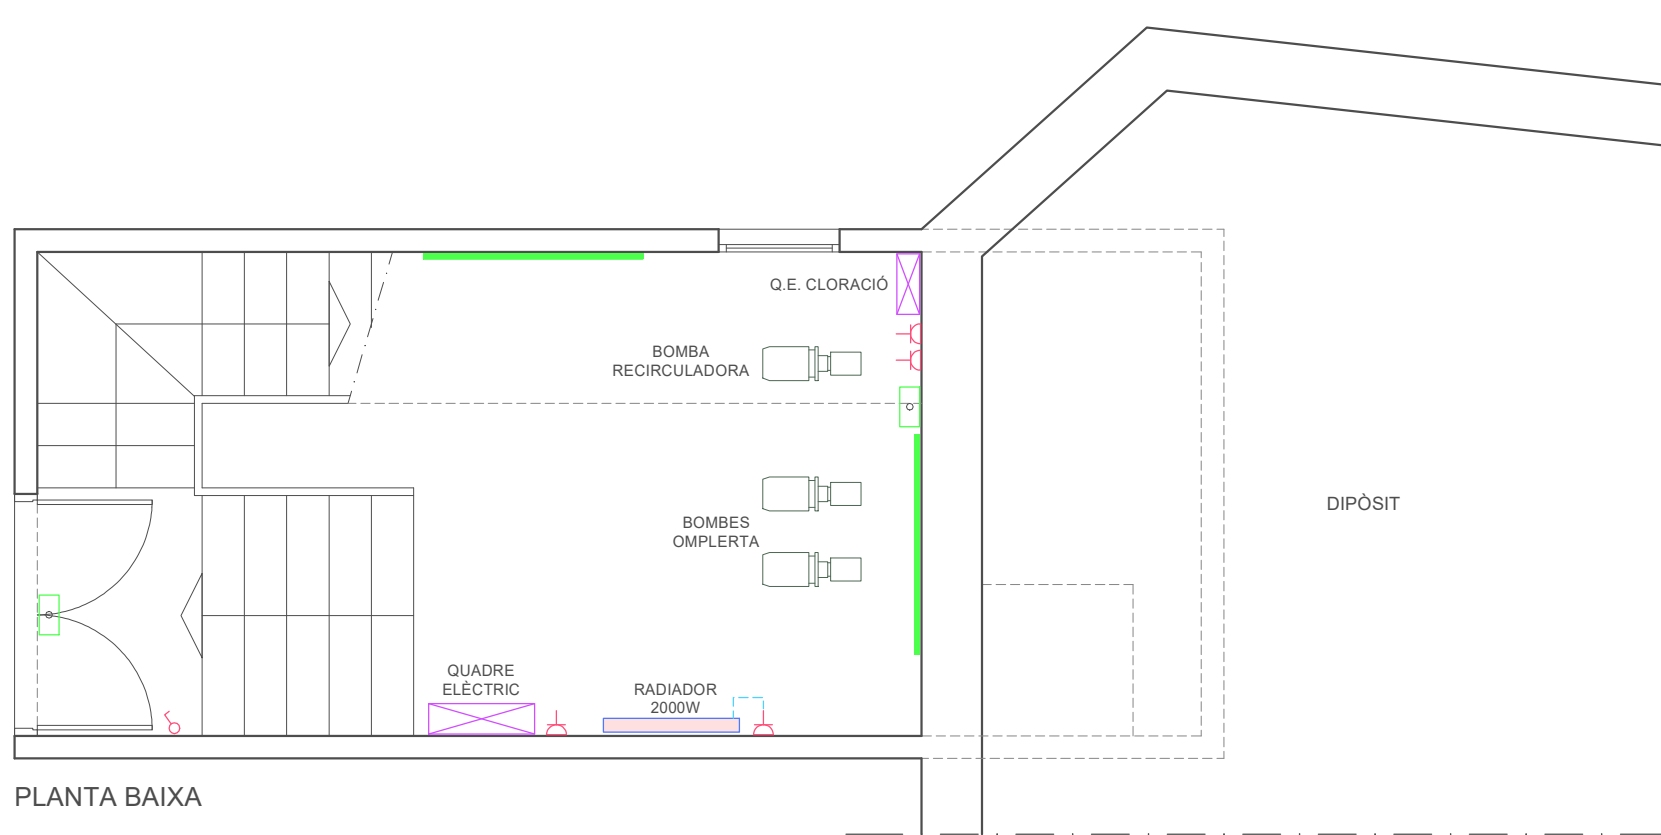 Q.E. CLORACIÓ
BOMBA
RECIRCULADORA
DIPÒSIT
BOMBES
OMPLERTA
QUADRE
ELÈCTRIC
RADIADOR
2000W
PLANTA BAIXA